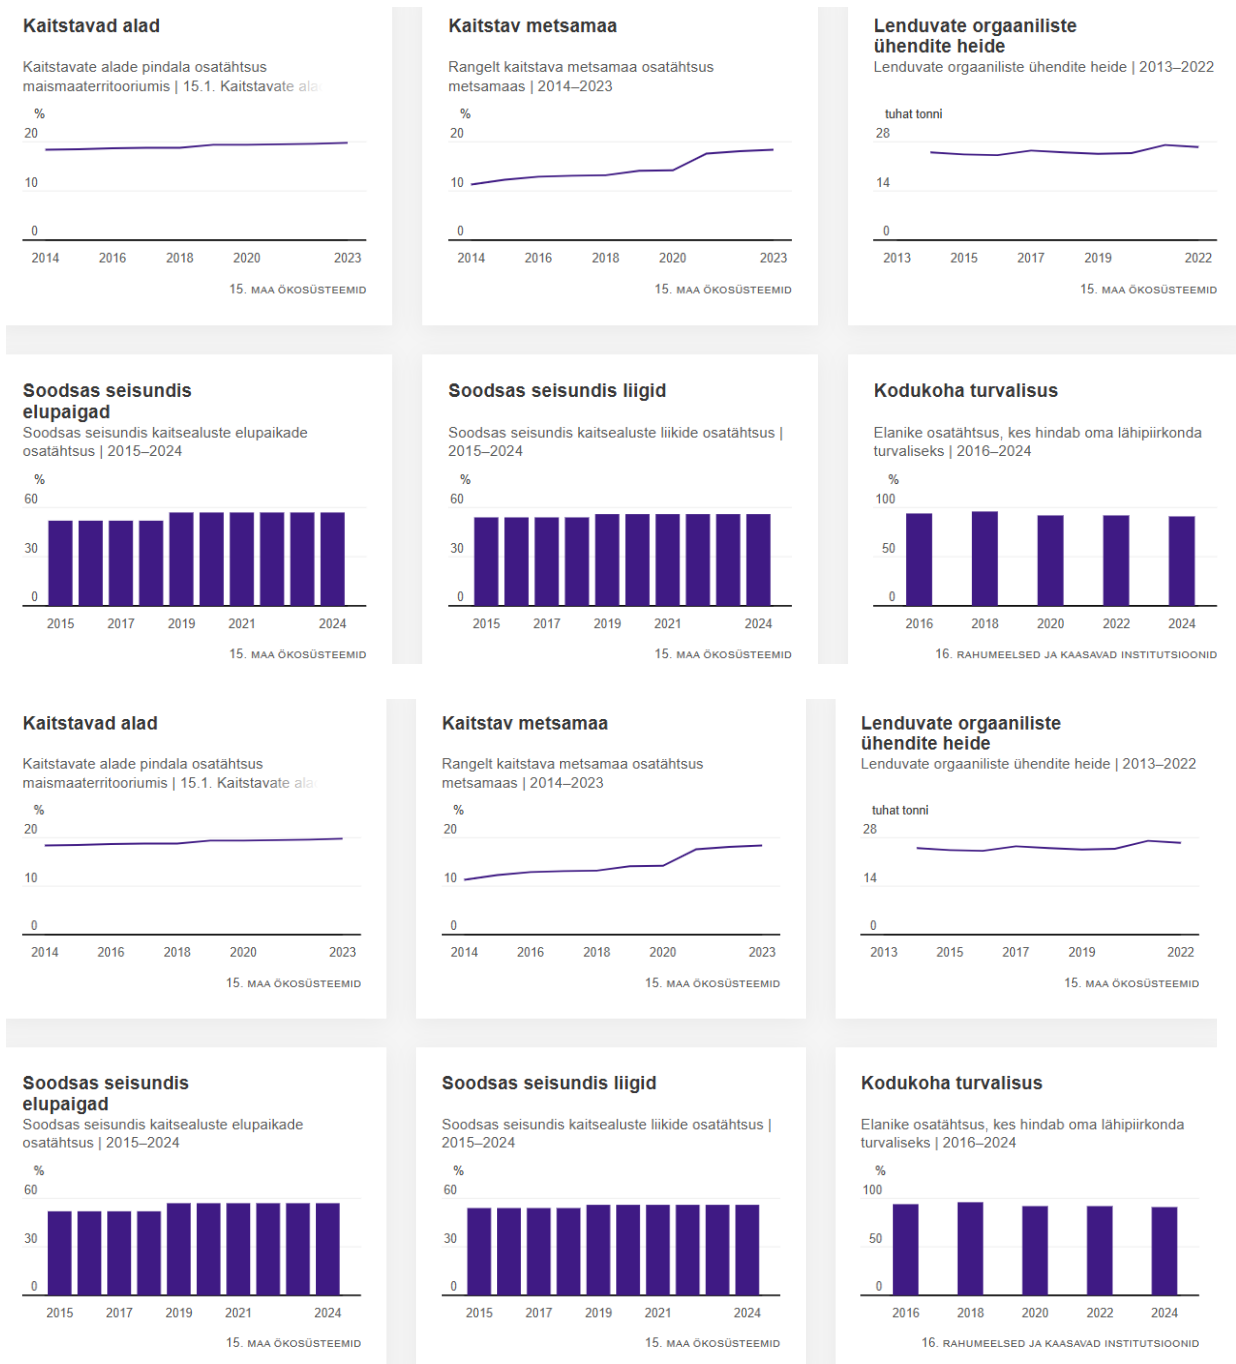 Kaitstavad alad
Kaitstavate alade pindala osatähtsus
maismaaterritooriumis | 15.1. Kaitstavate ala
%
20
10
0
2014 2016 2018 2020 2023
15. MAA ÖKOSÜSTEEMID
Kaitstav metsamaa
Rangelt kaitstava metsamaa osatähtsus
metsamaas | 2014–2023
%
20
10
0
2014 2016 2018 2020 2023
15. MAA ÖKOSÜSTEEMID
Lenduvate orgaaniliste
ühendite heide
Lenduvate orgaaniliste ühendite heide | 2013–2022
tuhat tonni
28
14
0
2013 2015 2017 2019 2022
15. MAA ÖKOSÜSTEEMID
Soodsas seisundis
elupaigad
Soodsas seisundis kaitsealuste elupaikade
osatähtsus | 2015–2024
%
60
30
0
2015 2017 2019 2021 2024
15. MAA ÖKOSÜSTEEMID
Soodsas seisundis liigid
Soodsas seisundis kaitsealuste liikide osatähtsus |
2015–2024
%
60
30
0
2015 2017 2019 2021 2024
15. MAA ÖKOSÜSTEEMID
Kodukoha turvalisus
Elanike osatähtsus, kes hindab oma lähipiirkonda
turvaliseks | 2016–2024
%
100
50
0
2016 2018 2020 2022 2024
16. RAHUMEELSED JA KAASAVAD INSTITUTSIOONID
Kaitstavad alad
Kaitstavate alade pindala osatähtsus
maismaaterritooriumis | 15.1. Kaitstavate ala
%
20
10
0
2014 2016 2018 2020 2023
15. MAA ÖKOSÜSTEEMID
Kaitstav metsamaa
Rangelt kaitstava metsamaa osatähtsus
metsamaas | 2014–2023
%
20
10
0
2014 2016 2018 2020 2023
15. MAA ÖKOSÜSTEEMID
Lenduvate orgaaniliste
ühendite heide
Lenduvate orgaaniliste ühendite heide | 2013–2022
tuhat tonni
28
14
0
2013 2015 2017 2019 2022
15. MAA ÖKOSÜSTEEMID
Soodsas seisundis
elupaigad
Soodsas seisundis kaitsealuste elupaikade
osatähtsus | 2015–2024
%
60
30
0
2015 2017 2019 2021 2024
15. MAA ÖKOSÜSTEEMID
Soodsas seisundis liigid
Soodsas seisundis kaitsealuste liikide osatähtsus |
2015–2024
%
60
30
0
2015 2017 2019 2021 2024
15. MAA ÖKOSÜSTEEMID
Kodukoha turvalisus
Elanike osatähtsus, kes hindab oma lähipiirkonda
turvaliseks | 2016–2024
%
100
50
0
2016 2018 2020 2022 2024
16. RAHUMEELSED JA KAASAVAD INSTITUTSIOONID